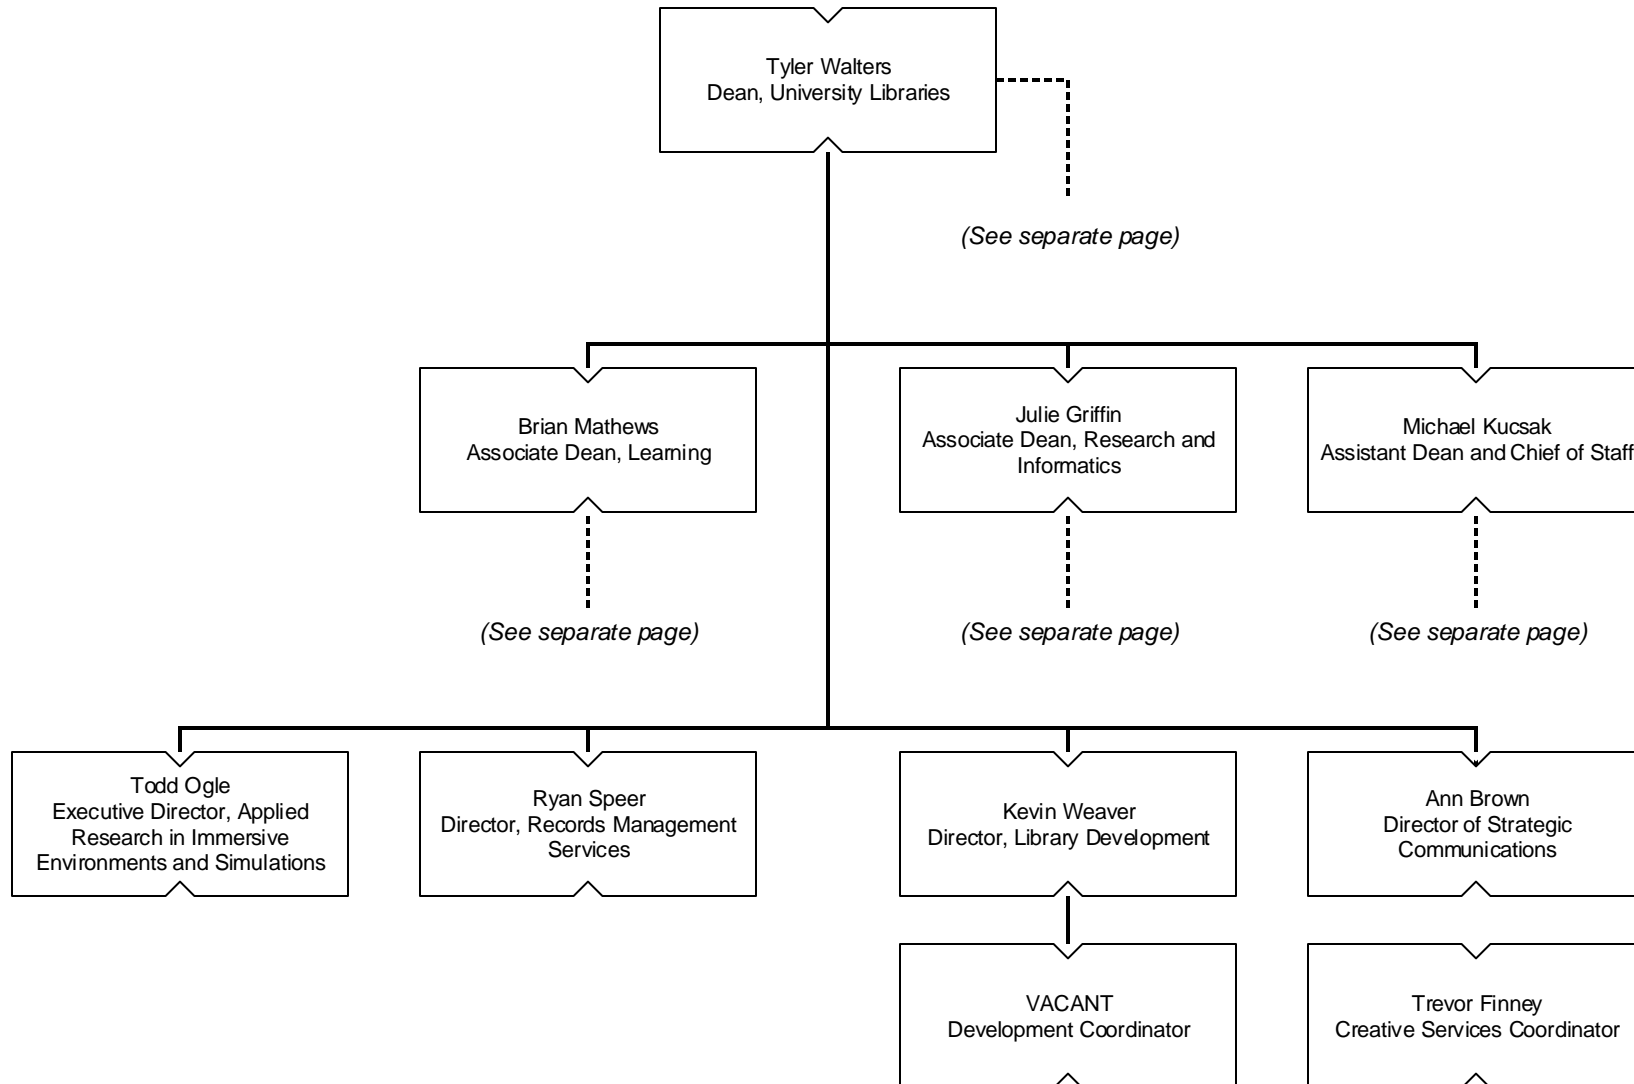 Tyler Walters
Dean, University Libraries
(See separate page)
Brian Mathews
Associate Dean, Learning
Julie Griffin
Associate Dean, Research and
Informatics
Michael Kucsak
Assistant Dean and Chief of Staff
(See separate page)
(See separate page)
(See separate page)
Todd Ogle
Executive Director, Applied
Research in Immersive
Environments and Simulations
Ryan Speer
Director, Records Management
Services
Kevin Weaver
Director, Library Development
Ann Brown
Director of Strategic
Communications
VACANT
Development Coordinator
Trevor Finney
Creative Services Coordinator